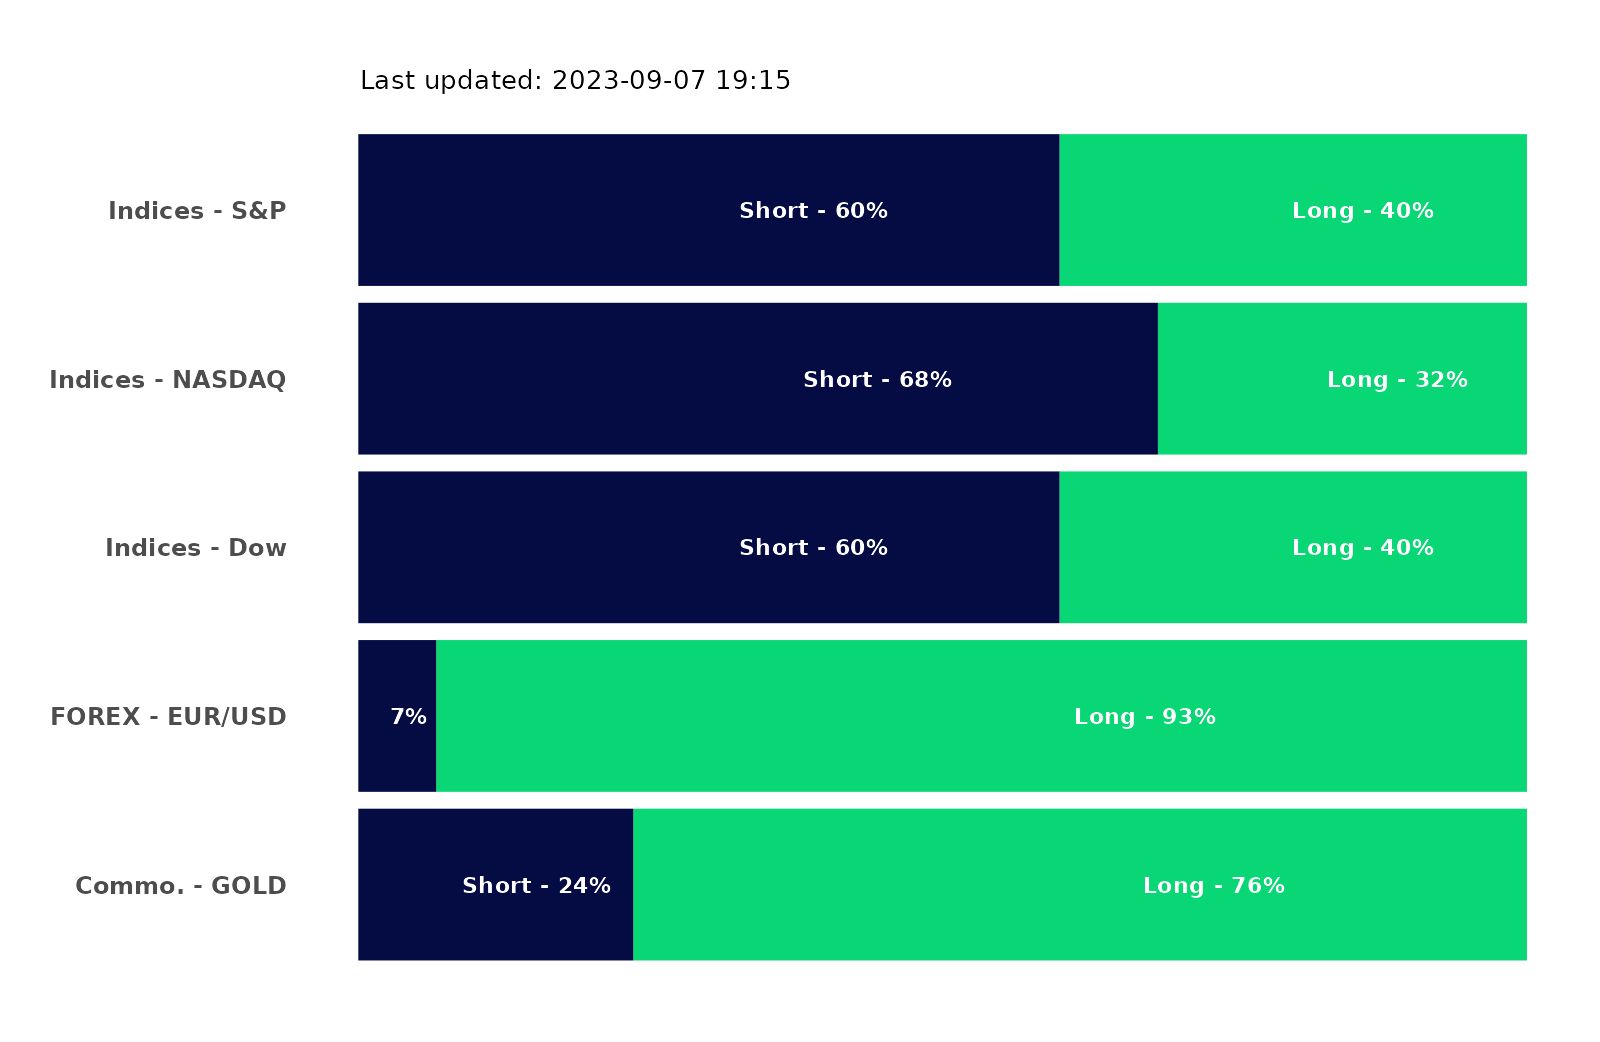 Last updated: 2023-09-07 19:15
Indices - S&P
Short - 60%
Long - 40%
Indices - NASDAQ
Short - 68%
Long - 32%
Indices - Dow
Short - 60%
Long - 40%
FOREX - EUR/USD
7%
Long - 93%
Commo. - GOLD
Short - 24%
Long - 76%